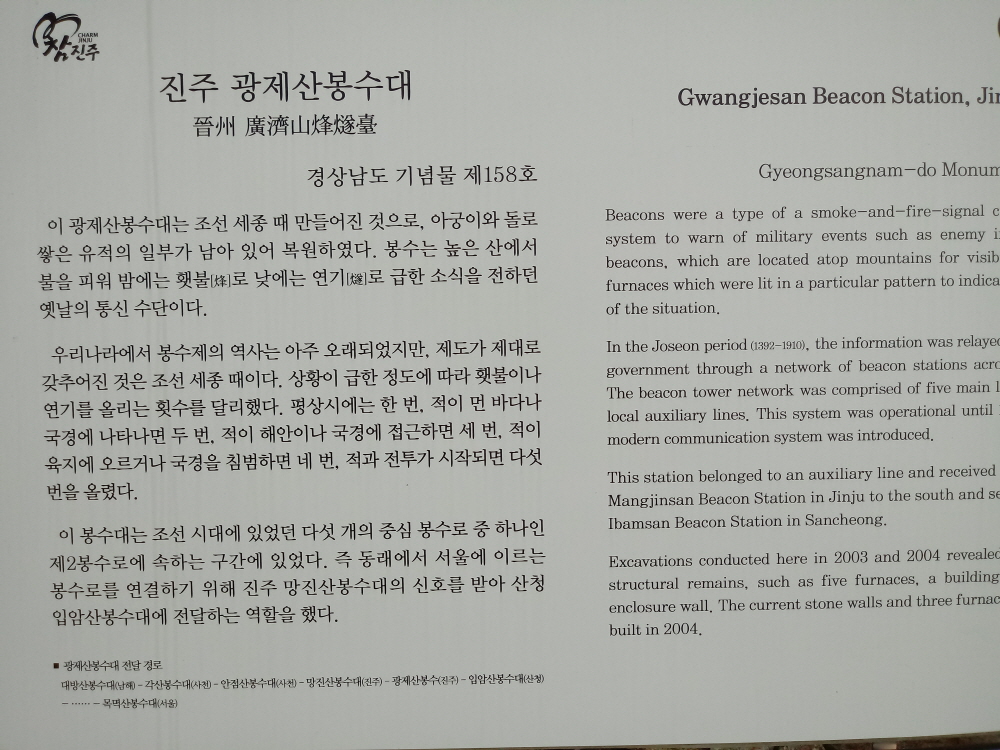 CHARM
JINJU
참진주
진주 광제산봉수대
晉州 廣濟山烽燧臺
경상남도 기념물 제158호
이 광제산봉수대는 조선 세종 때 만들어진 것으로, 아궁이와 돌로
쌓은 유적의 일부가 남아 있어 복원하였다. 봉수는 높은 산에서
불을 피워 밤에는 횃불[烽]로 낮에는 연기[燧]로 급한 소식을 전하던
옛날의 통신 수단이다.
우리나라에서 봉수제의 역사는 아주 오래되었지만, 제도가 제대로
갖추어진 것은 조선 세종 때이다. 상황이 급한 정도에 따라 횃불이나
연기를 올리는 횟수를 달리했다. 평상시에는 한 번, 적이 먼 바다나
국경에 나타나면 두 번, 적이 해안이나 국경에 접근하면 세 번, 적이
육지에 오르거나 국경을 침범하면 네 번, 적과 전투가 시작되면 다섯
번을 올렸다.
이 봉수대는 조선 시대에 있었던 다섯 개의 중심 봉수로 중 하나인
제2봉수로에 속하는 구간에 있었다. 즉 동래에서 서울에 이르는
봉수로를 연결하기 위해 진주 망진산봉수대의 신호를 받아 산청
입암산봉수대에 전달하는 역할을 했다.
■ 광제산봉수대 전달 경로
대방산봉수대(남해) - 각산봉수대(사천) - 안점산봉수대(사천) - 망진산봉수대(진주) - 광제산봉수(진주) - 입암산봉수대(산청)
- ······ - 목멱산봉수대(서울)
Gwangjesan Beacon Station, Jin
Gyeongsangnam-do Monum
Beacons were a type of a smoke-and-fire-signal c
system to warn of military events such as enemy i
beacons, which are located atop mountains for visib
furnaces which were lit in a particular pattern to indica
of the situation.
In the Joseon period (1392-1910), the information was relayed
government through a network of beacon stations acro
The beacon tower network was comprised of five main l
local auxiliary lines. This system was operational until
modern communication system was introduced.
This station belonged to an auxiliary line and received
Mangjinsan Beacon Station in Jinju to the south and se
Ibamsan Beacon Station in Sancheong.
Excavations conducted here in 2003 and 2004 revealed
structural remains, such as five furnaces, a building
enclosure wall. The current stone walls and three furnac
built in 2004.